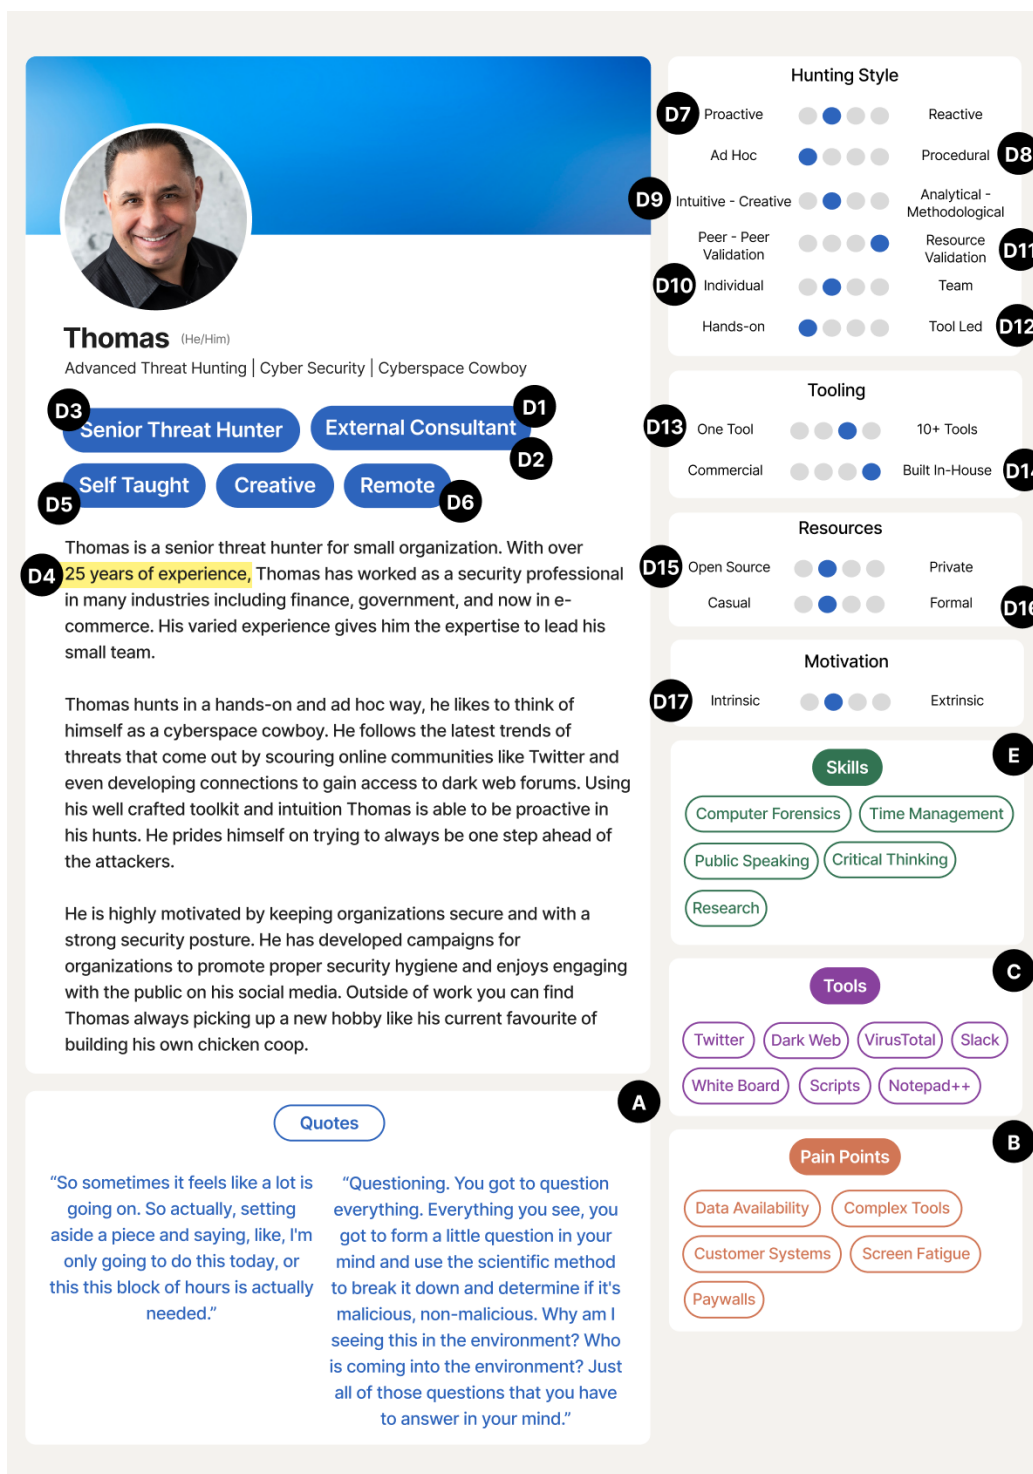 Thomas (He/Him)
Advanced Threat Hunting | Cyber Security | Cyberspace Cowboy
D3
Senior Threat Hunter
External Consultant
D1
D2
D5
Self Taught
Creative
Remote
D6
Thomas is a senior threat hunter for small organization. With over
D4
25 years of experience, Thomas has worked as a security professional
in many industries including finance, government, and now in e-
commerce. His varied experience gives him the expertise to lead his
small team.
Thomas hunts in a hands-on and ad hoc way, he likes to think of
himself as a cyberspace cowboy. He follows the latest trends of
threats that come out by scouring online communities like Twitter and
even developing connections to gain access to dark web forums. Using
his well crafted toolkit and intuition Thomas is able to be proactive in
his hunts. He prides himself on trying to always be one step ahead of
the attackers.
He is highly motivated by keeping organizations secure and with a
strong security posture. He has developed campaigns for
organizations to promote proper security hygiene and enjoys engaging
with the public on his social media. Outside of work you can find
Thomas always picking up a new hobby like his current favourite of
building his own chicken coop.
A
Quotes
“So sometimes it feels like a lot is
going on. So actually, setting
aside a piece and saying, like, I'm
only going to do this today, or
this this block of hours is actually
needed.”
“Questioning. You got to question
everything. Everything you see, you
got to form a little question in your
mind and use the scientific method
to break it down and determine if it's
malicious, non-malicious. Why am I
seeing this in the environment? Who
is coming into the environment? Just
all of those questions that you have
to answer in your mind.”
Hunting Style
D7 Proactive Reactive
Ad Hoc Procedural D8
D9 Intuitive - Creative Analytical -
Methodological
Peer - Peer
Validation
Resource
Validation
D11
D10 Individual Team
Hands-on Tool Led D12
Tooling
D13 One Tool 10+ Tools
Commercial Built In-House D14
Resources
D15 Open Source Private
Casual Formal D16
Motivation
D17 Intrinsic Extrinsic
E
Skills
Computer Forensics Time Management
Public Speaking Critical Thinking
Research
C
Tools
Twitter Dark Web VirusTotal Slack
White Board Scripts Notepad++
B
Pain Points
Data Availability Complex Tools
Customer Systems Screen Fatigue
Paywalls